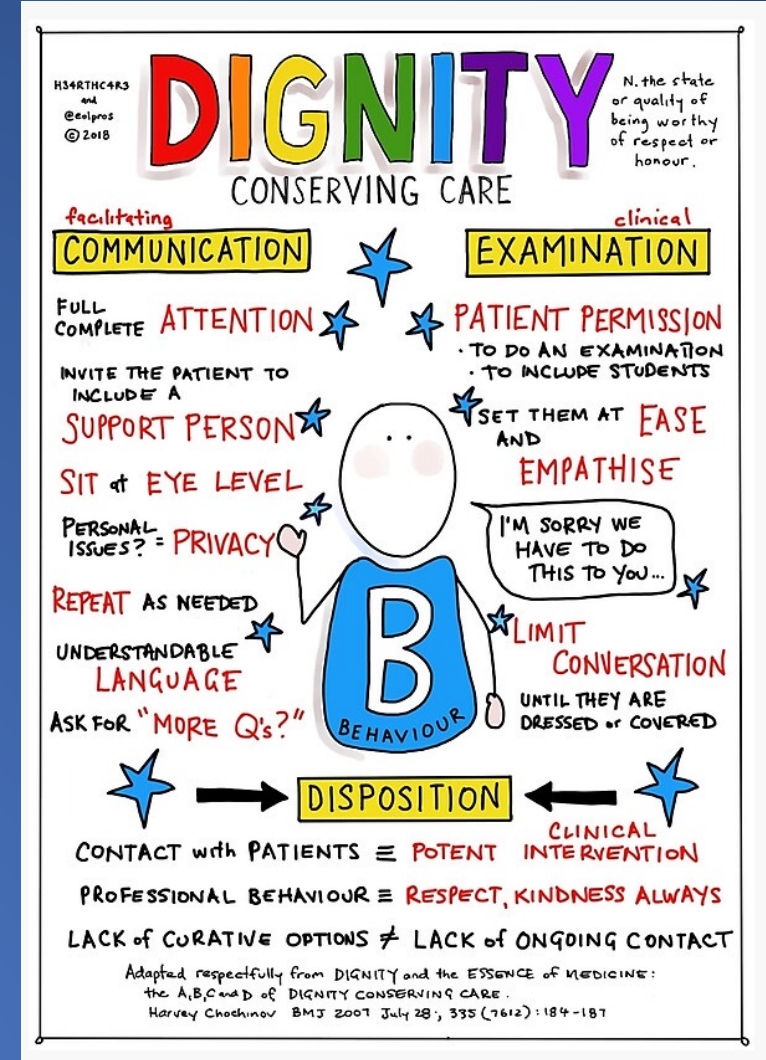 H34RTHC4R3
and
@eolpros
© 2018
DIGNITY
CONSERVING CARE
N. the state
or quality of
being worthy
of respect or
honour.
facilitating
COMMUNICATION
FULL
COMPLETE ATTENTION
INVITE THE PATIENT TO
INCLUDE A
SUPPORT PERSON
SIT at EYE LEVEL
PERSONAL
ISSUES? = PRIVACY
REPEAT AS NEEDED
UNDERSTANDABLE
LANGUAGE
ASK FOR "MORE Q's?"
clinical
EXAMINATION
PATIENT PERMISSION
· TO DO AN EXAMINATION
· TO INCLUDE STUDENTS
SET THEM AT EASE
AND
EMPATHISE
I'M SORRY WE
HAVE TO DO
THIS TO YOU...
LIMIT
CONVERSATION
UNTIL THEY ARE
DRESSED or COVERED
B
BEHAVIOUR
DISPOSITION
CONTACT with PATIENTS ≡ POTENT CLINICAL
INTERVENTION
PROFESSIONAL BEHAVIOUR ≡ RESPECT, KINDNESS ALWAYS
LACK of CURATIVE OPTIONS ≠ LACK of ONGOING CONTACT
Adapted respectfully from DIGNITY and the ESSENCE of MEDICINE:
the A,B,C and D of DIGNITY CONSERVING CARE.
Harvey Chochinov BMJ 2007 July 28; 335 (7612): 184-187